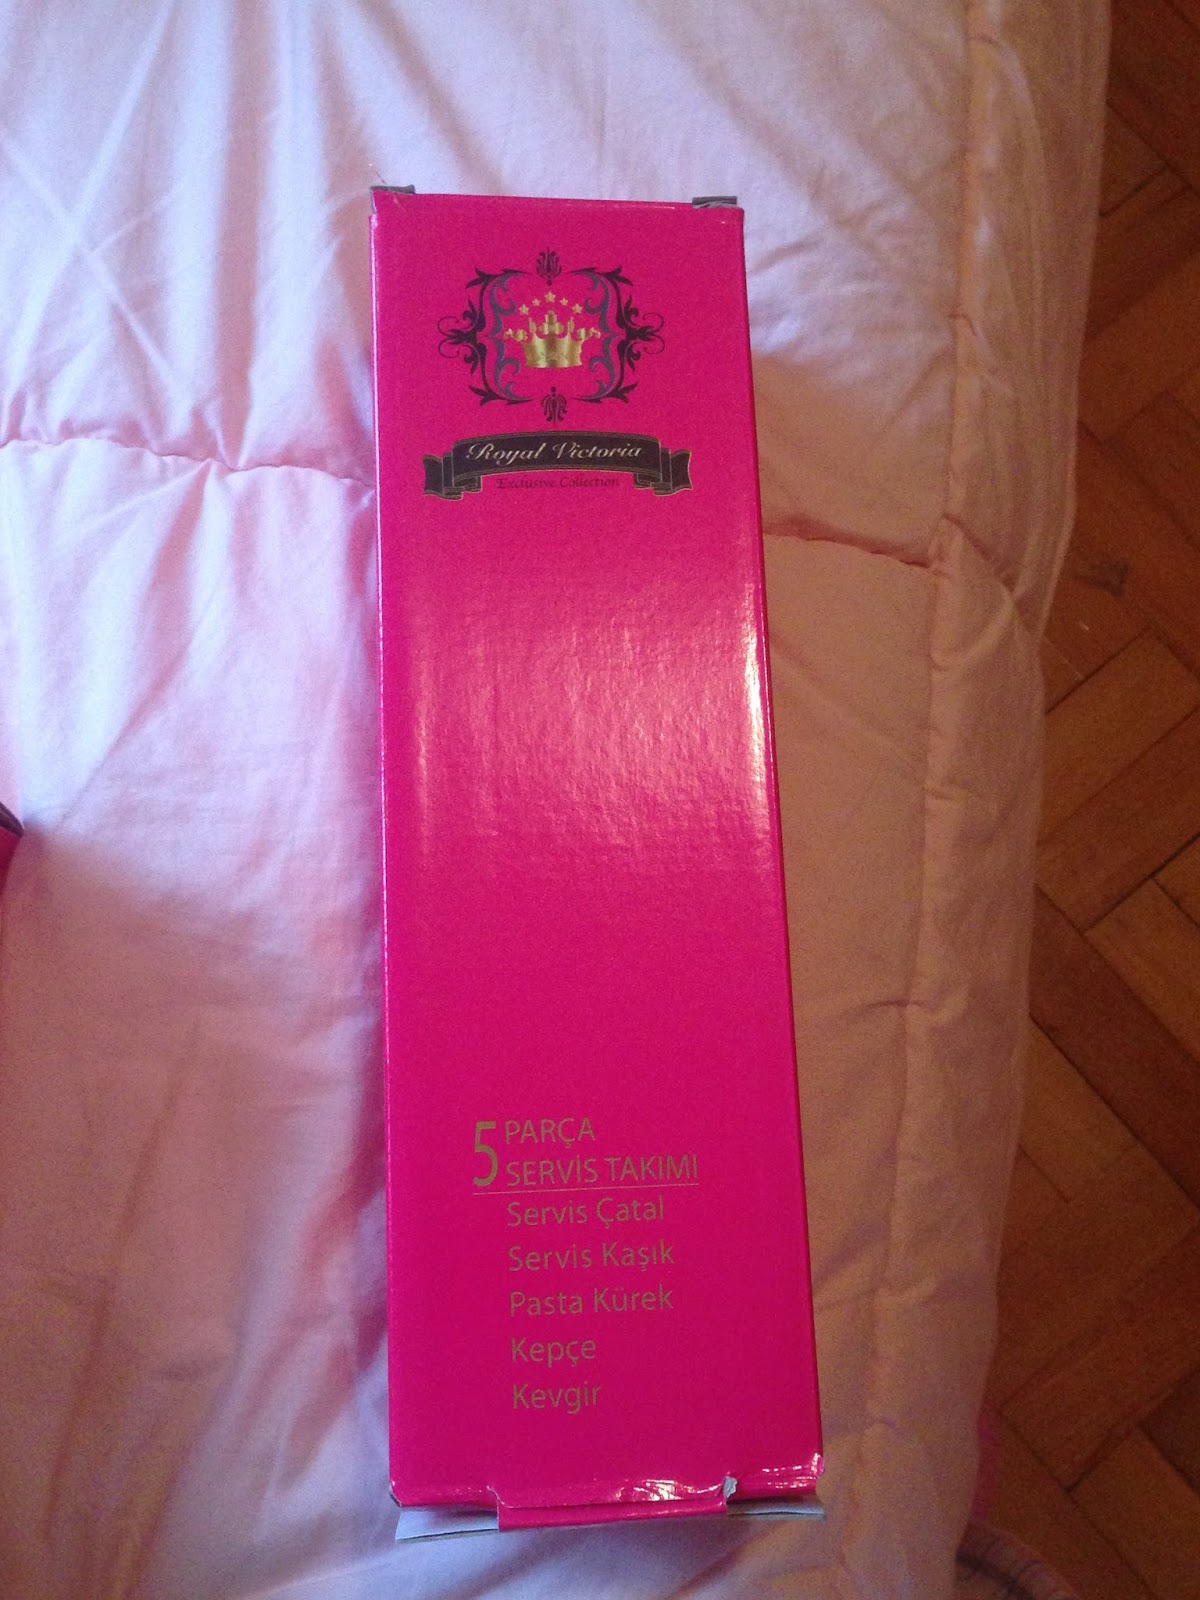 Royal Victoria
Exclusive Collection
5 PARÇA
SERVİS TAKIMI
Servis Çatal
Servis Kaşık
Pasta Kürek
Kepçe
Kevgir